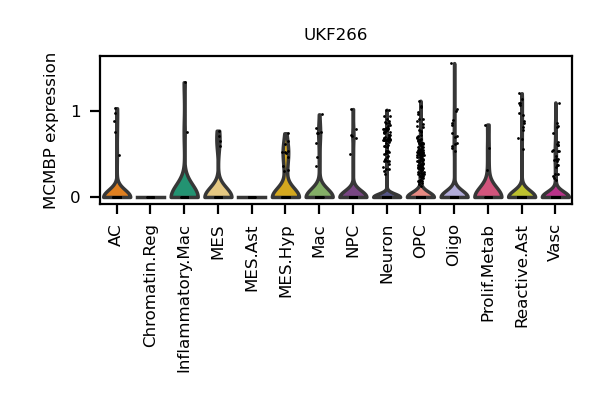 UKF266
MCMBP expression
1
0
AC
Chromatin.Reg
Inflammatory.Mac
MES
MES.Ast
MES.Hyp
Mac
NPC
Neuron
OPC
Oligo
Prolif.Metab
Reactive.Ast
Vasc